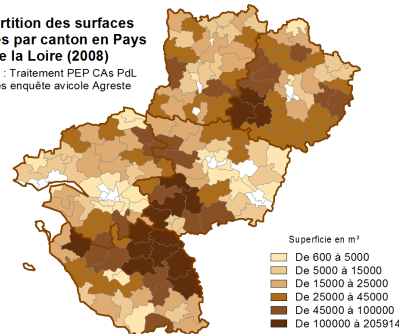 rtition des surfaces
es par canton en Pays
e la Loire (2008)
: Traitement PEP CAs PdL
es enquête avicole Agreste
Superficie en m²
De 600 à 5000
De 5000 à 15000
De 15000 à 25000
De 25000 à 45000
De 45000 à 100000
De 100000 à 205914